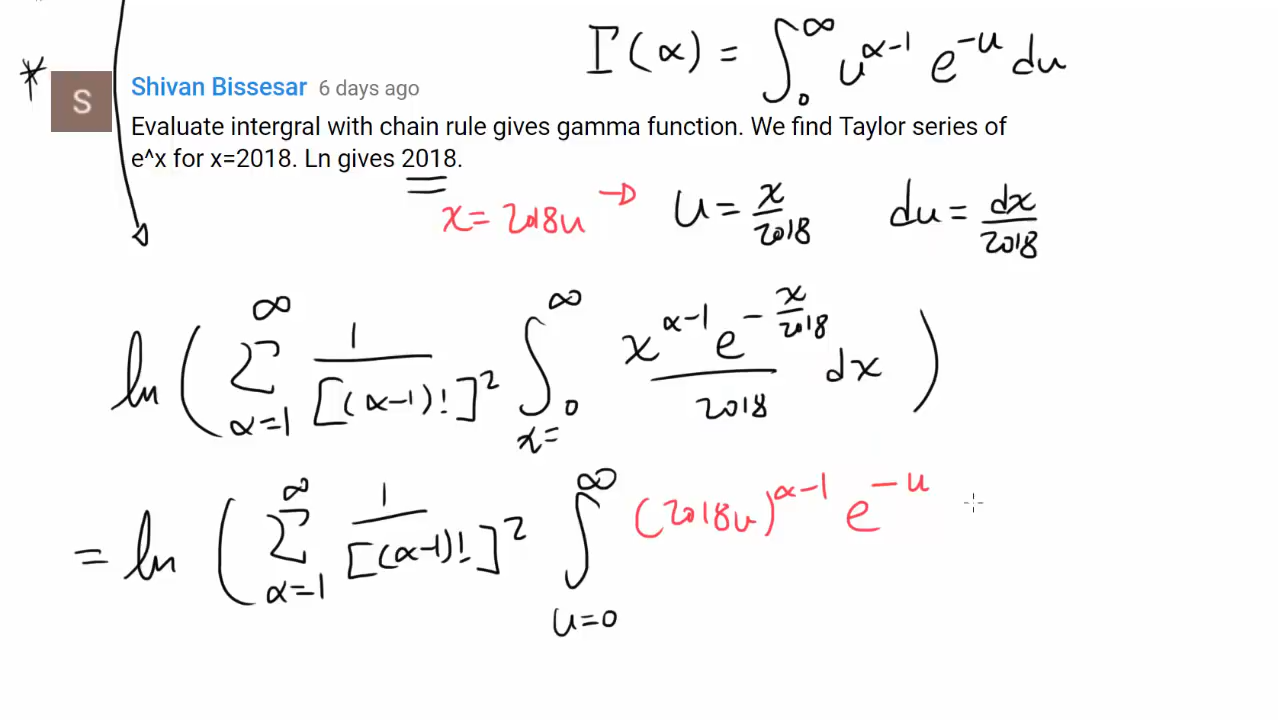 Γ(α) = ∫₀^∞ u^(α-1) e^(-u) du
*
S
Shivan Bissesar 6 days ago
Evaluate intergral with chain rule gives gamma function. We find Taylor series of
e^x for x=2018. Ln gives 2018.
x = 2018u → u = x/2018 du = dx/2018
ln( ∑_(α=1)^∞ 1/[(α-1)!]² ∫_(x=0)^∞ x^(α-1) e^(-x/2018)/2018 dx )
= ln( ∑_(α=1)^∞ 1/[(α-1)!]² ∫_(u=0)^∞ (2018u)^(α-1) e^(-u)